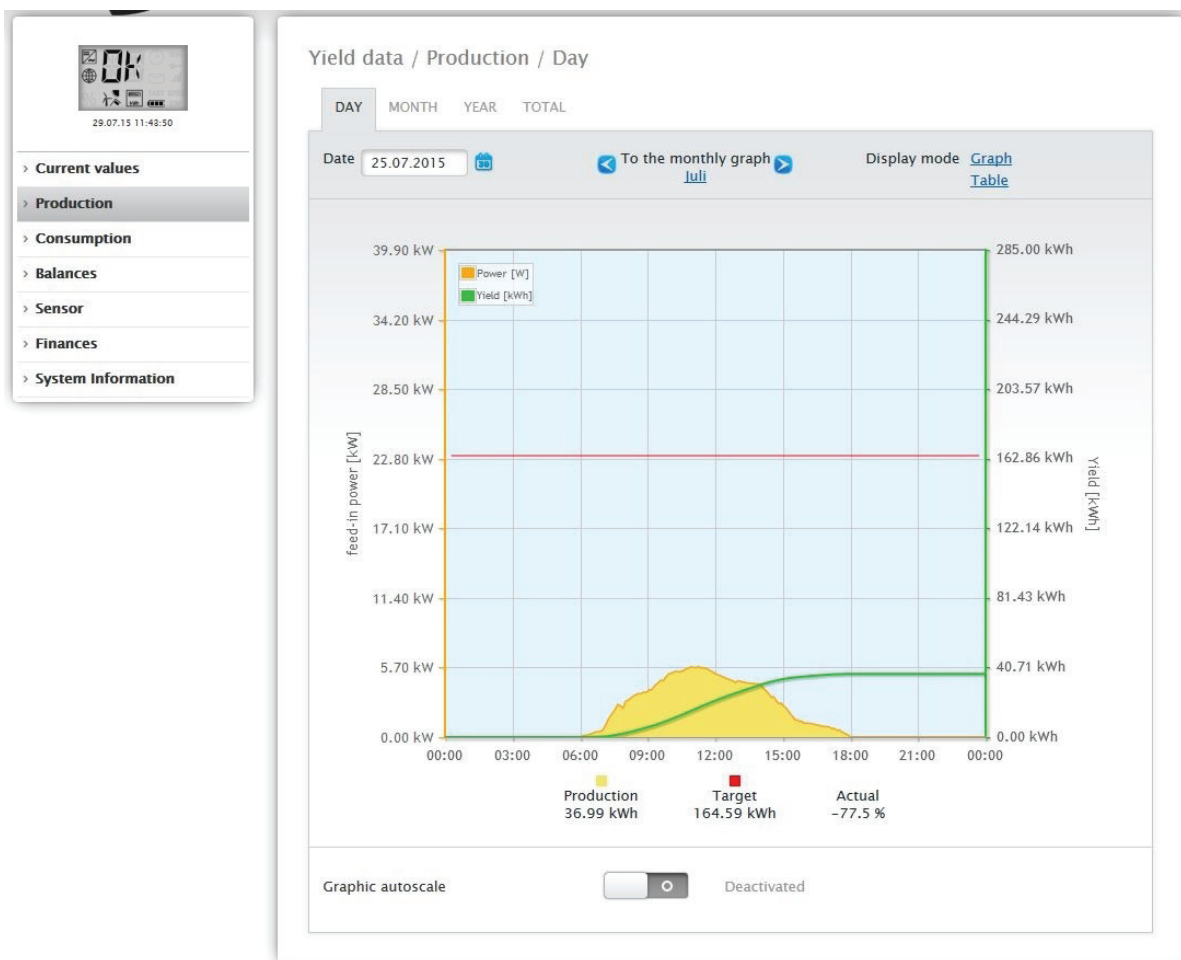 OK
29.07.15 11:43:50
› Current values
› Production
› Consumption
› Balances
› Sensor
› Finances
› System Information
Yield data / Production / Day
DAY MONTH YEAR TOTAL
Date 25.07.2015 30 To the monthly graph Display mode Graph
Juli Table
39.90 kW 285.00 kWh
Power [W]
Yield [kWh]
34.20 kW 244.29 kWh
28.50 kW 203.57 kWh
22.80 kW 162.86 kWh
17.10 kW 122.14 kWh
11.40 kW 81.43 kWh
5.70 kW 40.71 kWh
0.00 kW 0.00 kWh
feed-in power [kW]
Yield [kWh]
00:00 03:00 06:00 09:00 12:00 15:00 18:00 21:00 00:00
Production Target Actual
36.99 kWh 164.59 kWh -77.5 %
Graphic autoscale Deactivated